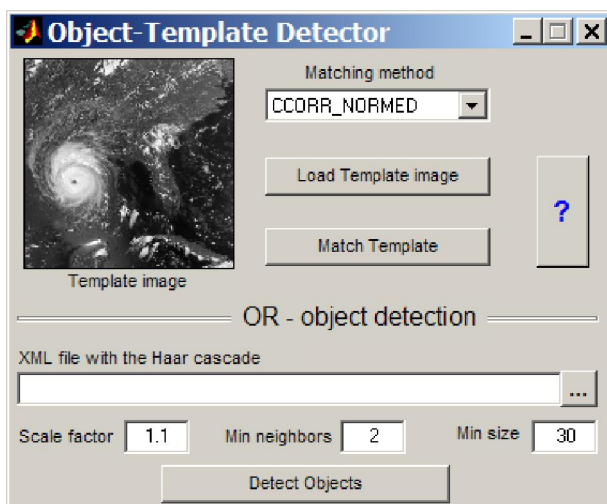 Object-Template Detector
Matching method
CCORR_NORMED
Load Template image
?
Match Template
Template image
OR - object detection
XML file with the Haar cascade
...
Scale factor 1.1 Min neighbors 2 Min size 30
Detect Objects